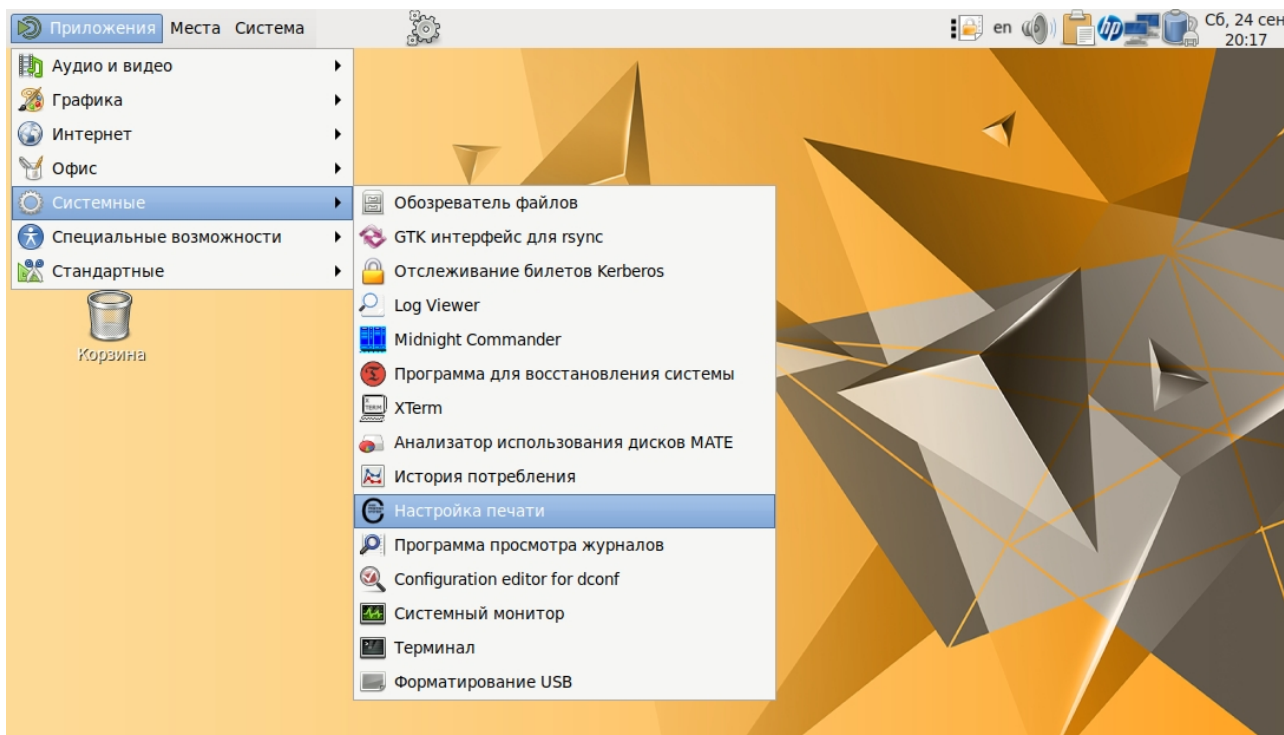 Приложения Места Система
en
hp
Сб, 24 сен
20:17
Аудио и видео
Графика
Интернет
Офис
Системные
Специальные возможности
Стандартные
Обозреватель файлов
GTK интерфейс для rsync
Отслеживание билетов Kerberos
Log Viewer
Midnight Commander
Программа для восстановления системы
XTerm
Анализатор использования дисков MATE
История потребления
Настройка печати
Программа просмотра журналов
Configuration editor for dconf
Системный монитор
Терминал
Форматирование USB
Корзина